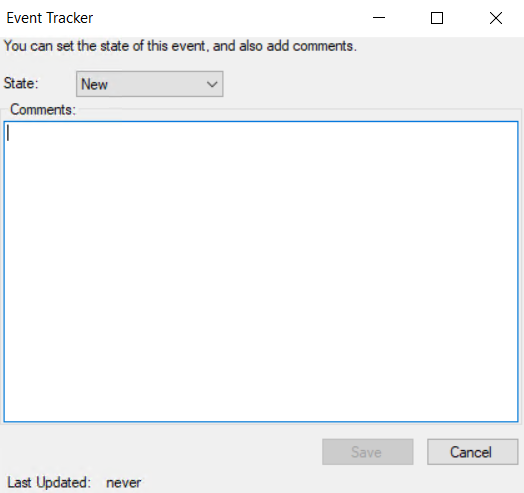 Event Tracker
You can set the state of this event, and also add comments.
State: New
Comments:
Save Cancel
Last Updated: never